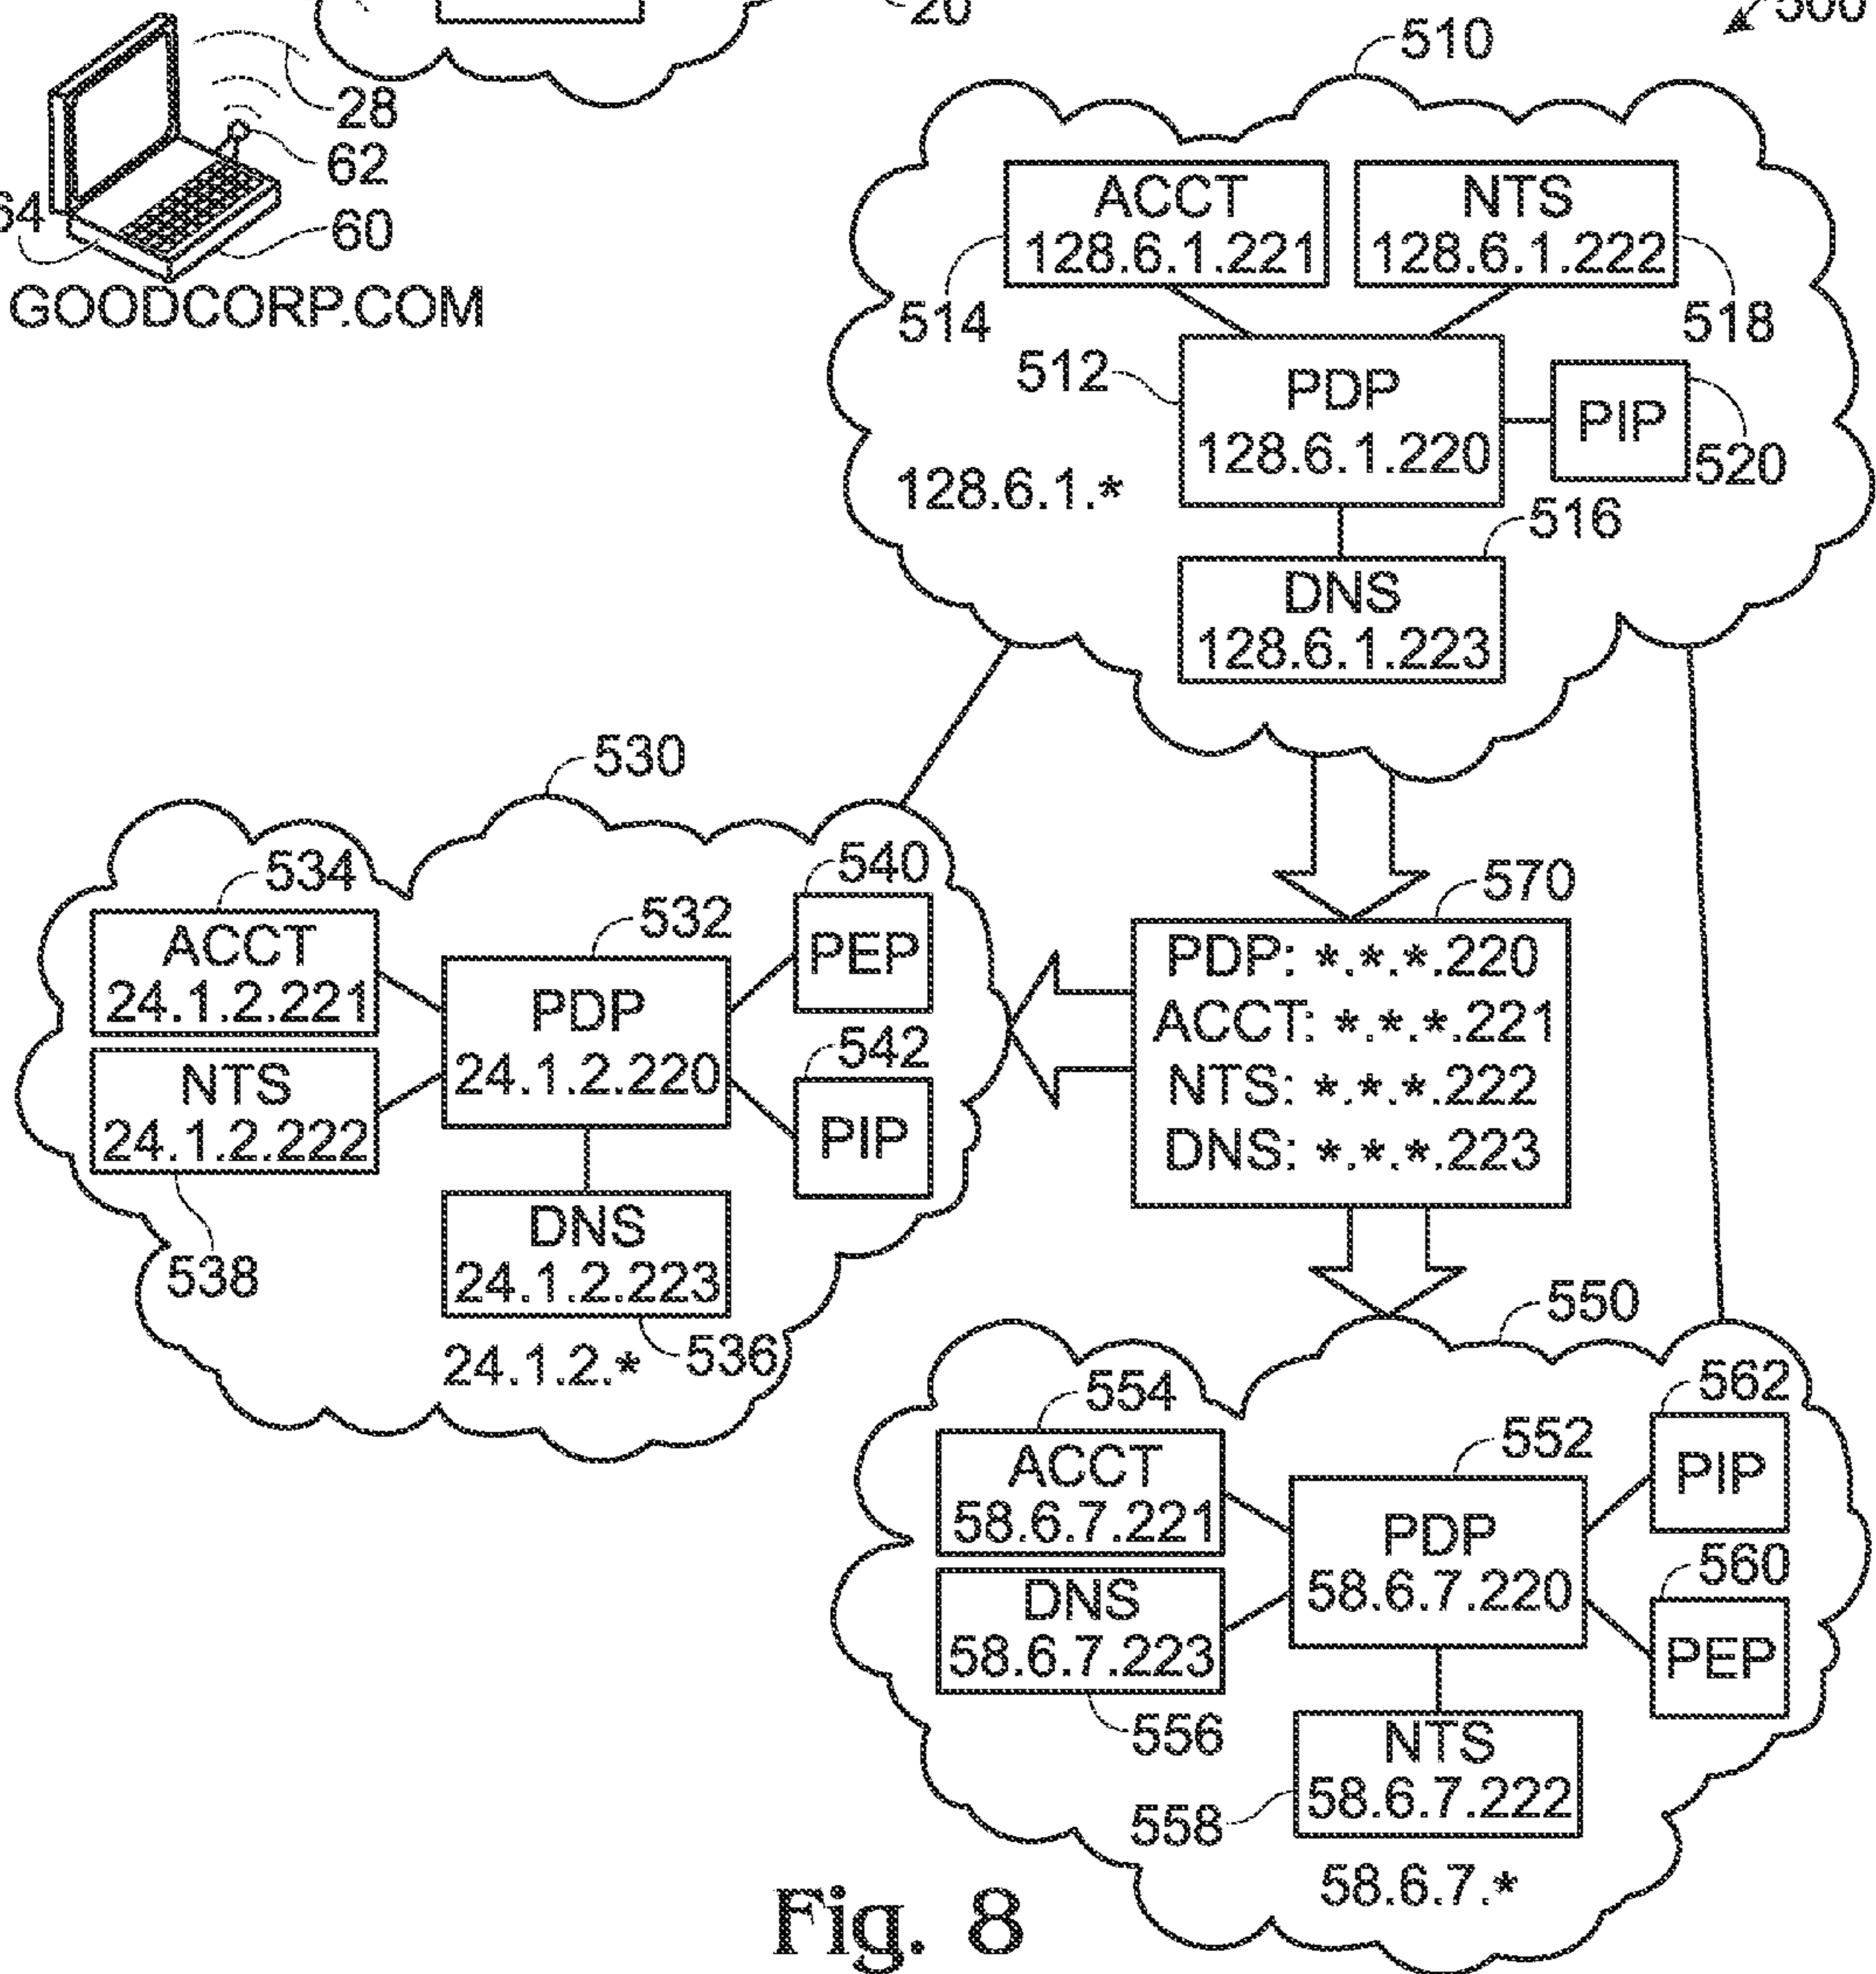 20
500
28
62
64
60
GOODCORP.COM
510
ACCT
128.6.1.221
NTS
128.6.1.222
514
518
512
PDP
128.6.1.220
PIP
520
128.6.1.*
516
DNS
128.6.1.223
530
534
ACCT
24.1.2.221
532
PDP
24.1.2.220
540
PEP
542
PIP
NTS
24.1.2.222
538
DNS
24.1.2.223
536
24.1.2.*
570
PDP: *.*.*.220
ACCT: *.*.*.221
NTS: *.*.*.222
DNS: *.*.*.223
550
554
ACCT
58.6.7.221
552
PDP
58.6.7.220
562
PIP
560
PEP
DNS
58.6.7.223
556
NTS
58.6.7.222
558
58.6.7.*
Fig. 8